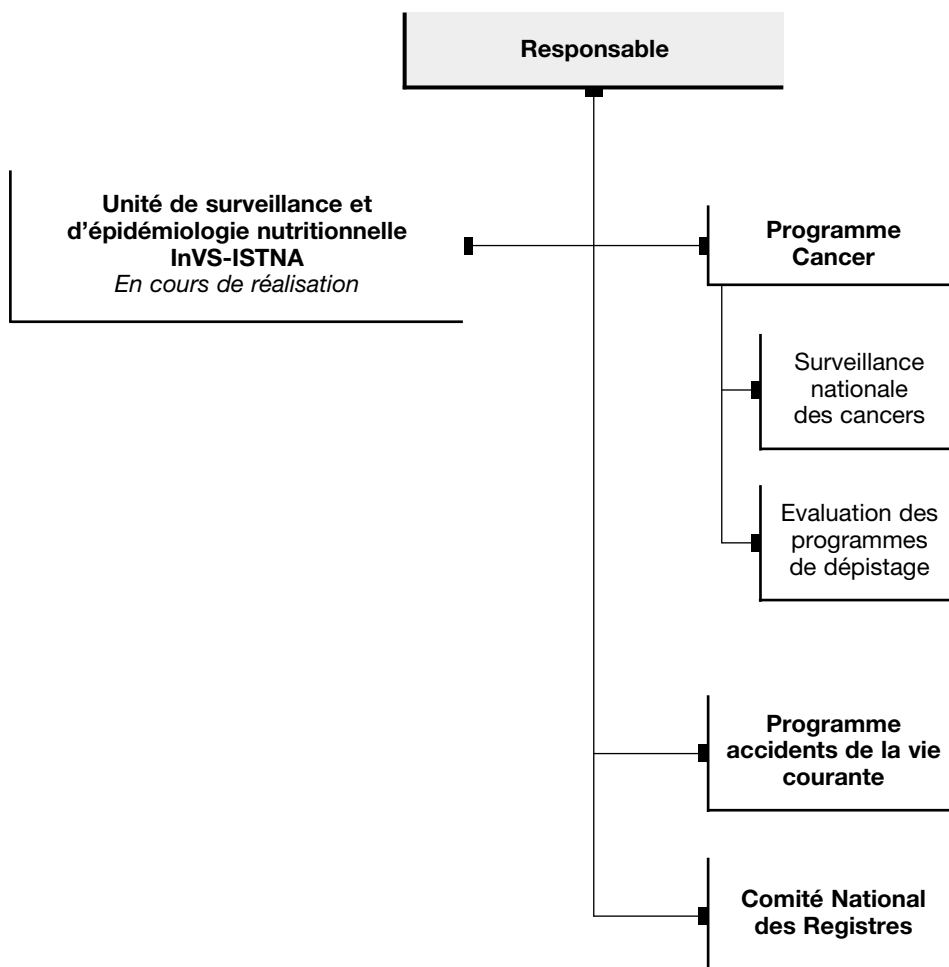 Responsable
Unité de surveillance et
d'épidémiologie nutritionnelle
InVS-ISTNA
En cours de réalisation
Programme
Cancer
Surveillance
nationale
des cancers
Evaluation des
programmes
de dépistage
Programme
accidents de la vie
courante
Comité National
des Registres